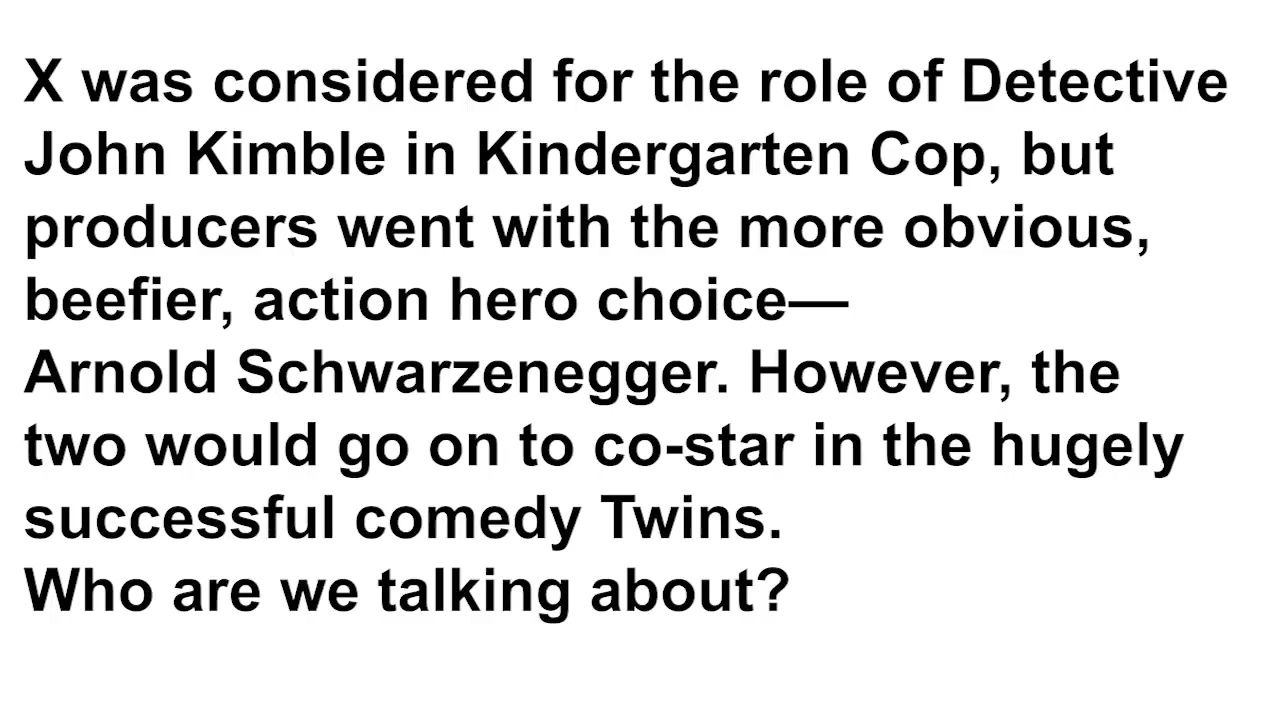 X was considered for the role of Detective
John Kimble in Kindergarten Cop, but
producers went with the more obvious,
beefier, action hero choice—
Arnold Schwarzenegger. However, the
two would go on to co-star in the hugely
successful comedy Twins.
Who are we talking about?